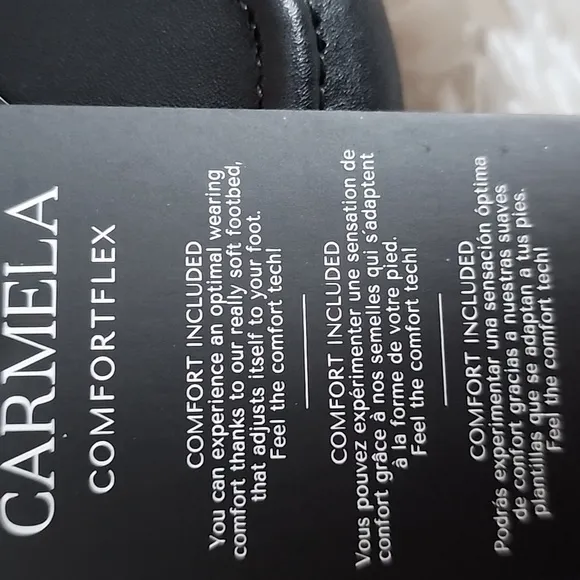 CARMELA
COMFORTFLEX
COMFORT INCLUDED
You can experience an optimal wearing
comfort thanks to our really soft footbed,
that adjusts itself to your foot.
Feel the comfort tech!
COMFORT INCLUDED
Vous pouvez expérimenter une sensation de
confort grâce à nos semelles qui s'adaptent
à la forme de votre pied.
Feel the comfort tech!
COMFORT INCLUDED
Podrás experimentar una sensación óptima
de confort gracias a nuestras suaves
plantillas que se adaptan a tus pies.
Feel the comfort tech!